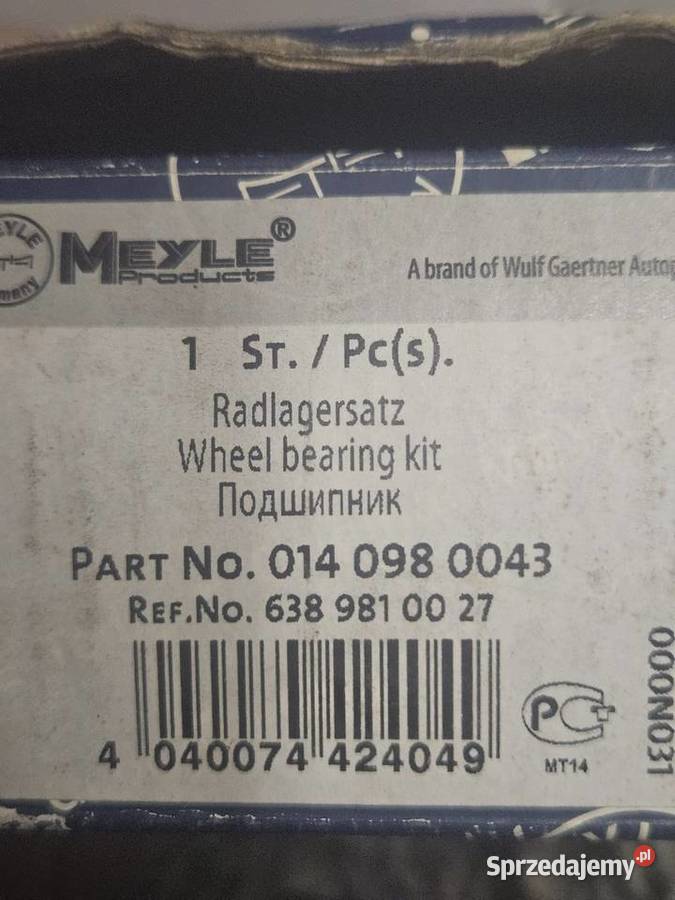 MEYLE®
Products
A brand of Wulf Gaertner
1 St. / Pc(s).
Radlagersatz
Wheel bearing kit
Подшипник
Part No. 014 098 0043
Ref.No. 638 981 00 27
4 040074 424049
MT14
000N031
Sprzedajemy.pl